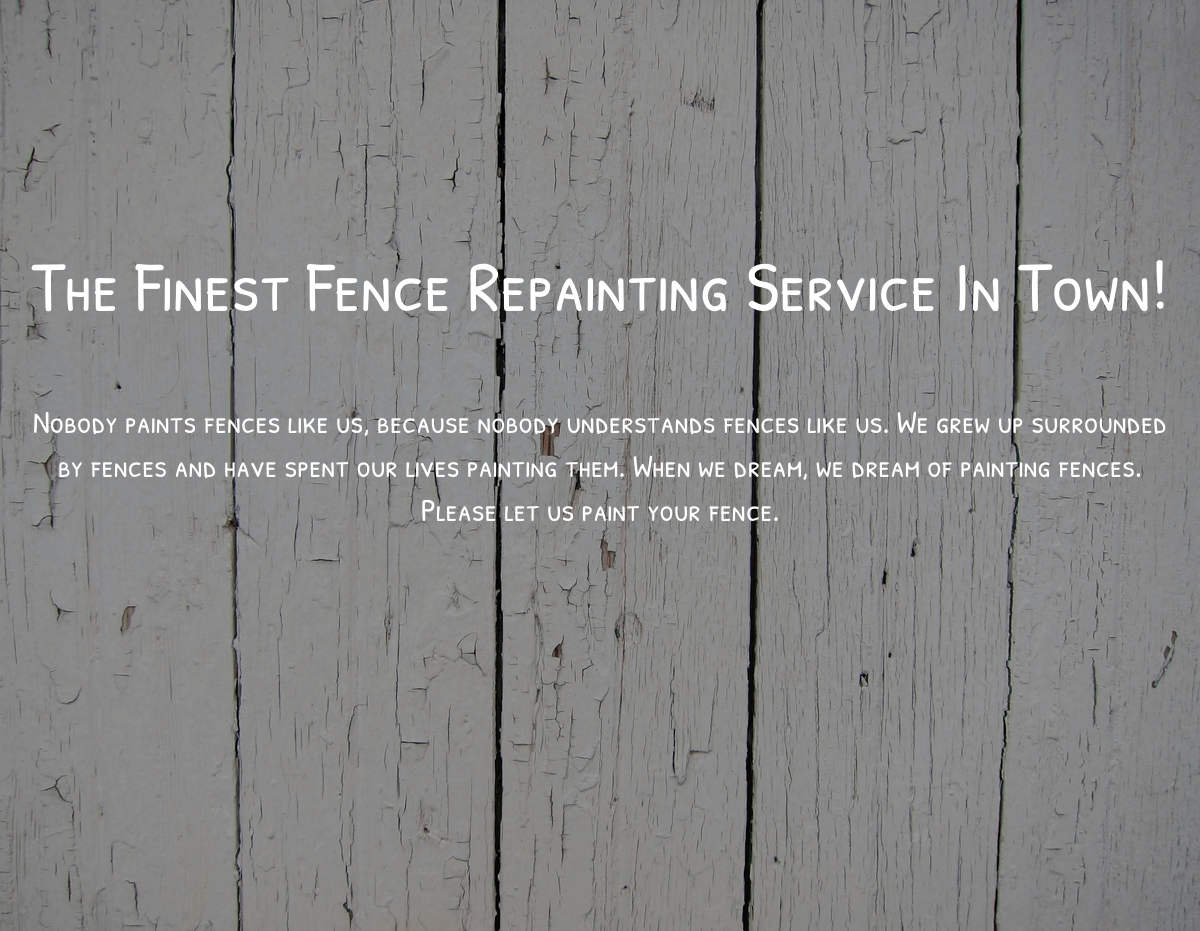 The Finest Fence Repainting Service In Town!
Nobody paints fences like us, because nobody understands fences like us. We grew up surrounded
by fences and have spent our lives painting them. When we dream, we dream of painting fences.
Please let us paint your fence.